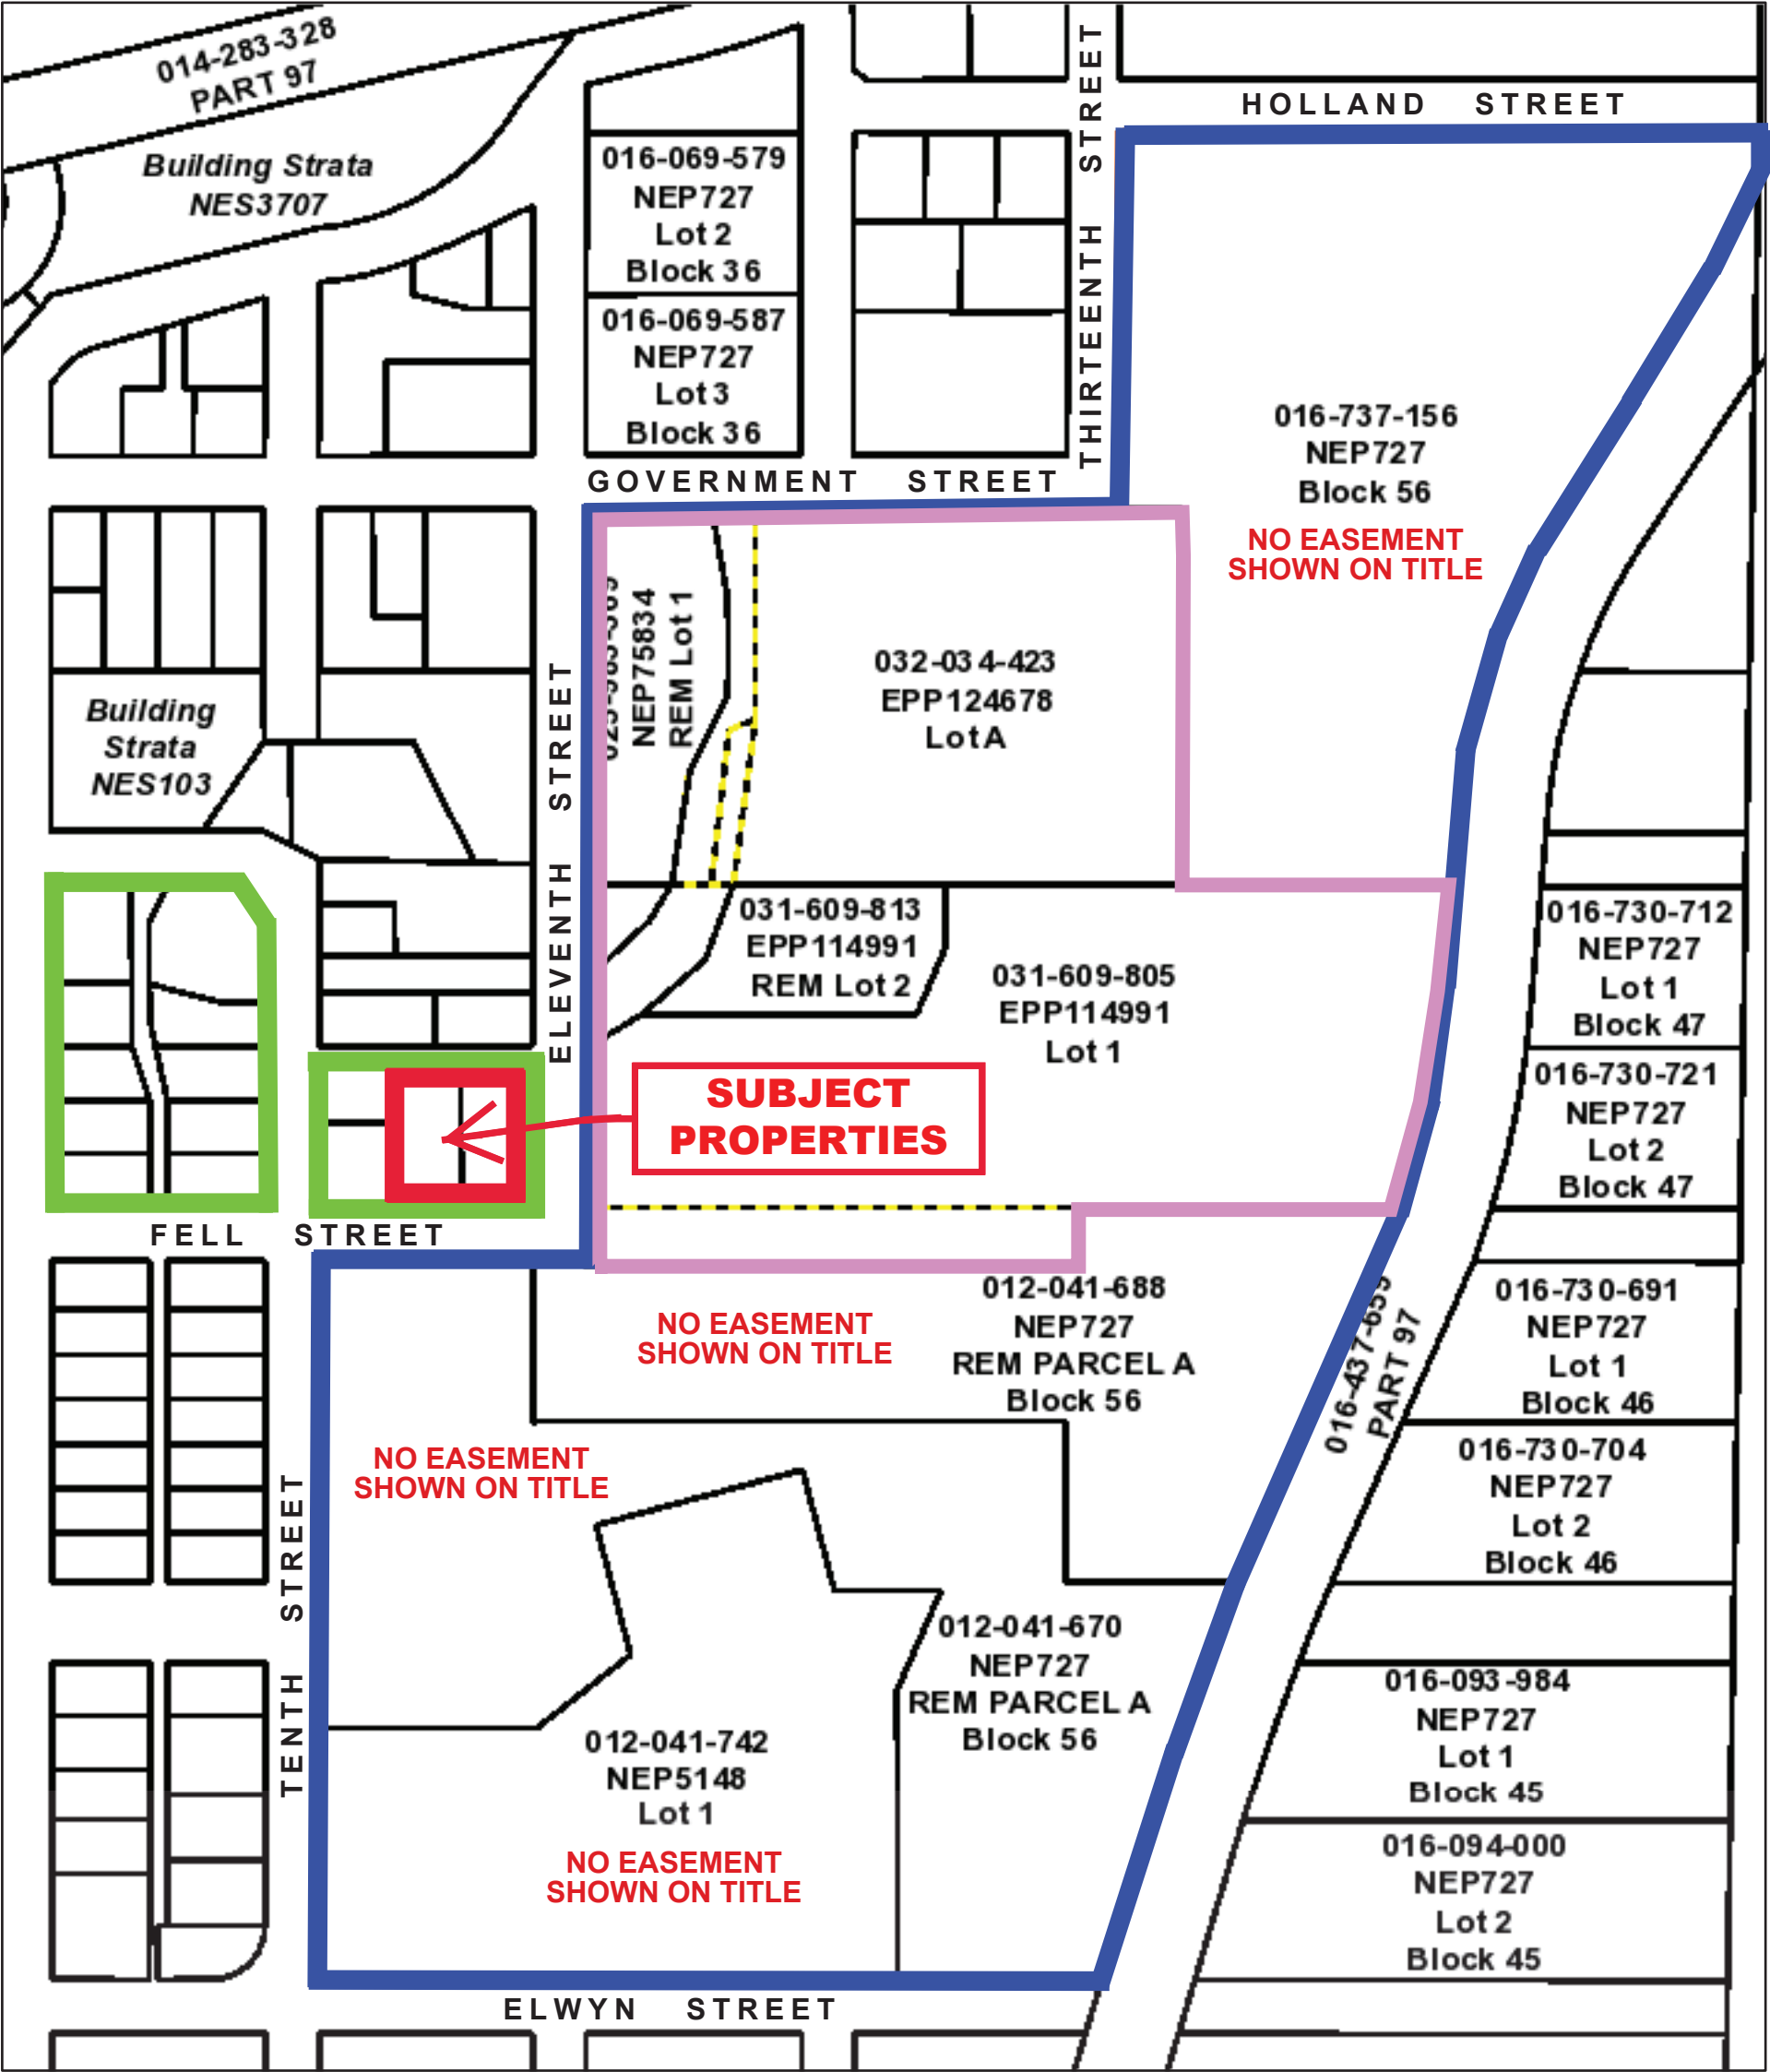 014-283-328
PART 97
Building Strata
NES3707
HOLLAND STREET
THIRTEENTH STREET
016-069-579
NEP727
Lot 2
Block 36
016-069-587
NEP727
Lot 3
Block 36
GOVERNMENT STREET
016-737-156
NEP727
Block 56
NO EASEMENT
SHOWN ON TITLE
NEP75834
REM Lot 1
032-034-423
EPP124678
Lot A
Building
Strata
NES103
ELEVENTH STREET
031-609-813
EPP114991
REM Lot 2
031-609-805
EPP114991
Lot 1
016-730-712
NEP727
Lot 1
Block 47
016-730-721
NEP727
Lot 2
Block 47
SUBJECT
PROPERTIES
FELL STREET
012-041-688
NEP727
REM PARCEL A
Block 56
NO EASEMENT
SHOWN ON TITLE
016-437-659
PART 97
016-730-691
NEP727
Lot 1
Block 46
NO EASEMENT
SHOWN ON TITLE
016-730-704
NEP727
Lot 2
Block 46
TENTH STREET
012-041-670
NEP727
REM PARCEL A
Block 56
016-093-984
NEP727
Lot 1
Block 45
012-041-742
NEP5148
Lot 1
NO EASEMENT
SHOWN ON TITLE
016-094-000
NEP727
Lot 2
Block 45
ELWYN STREET